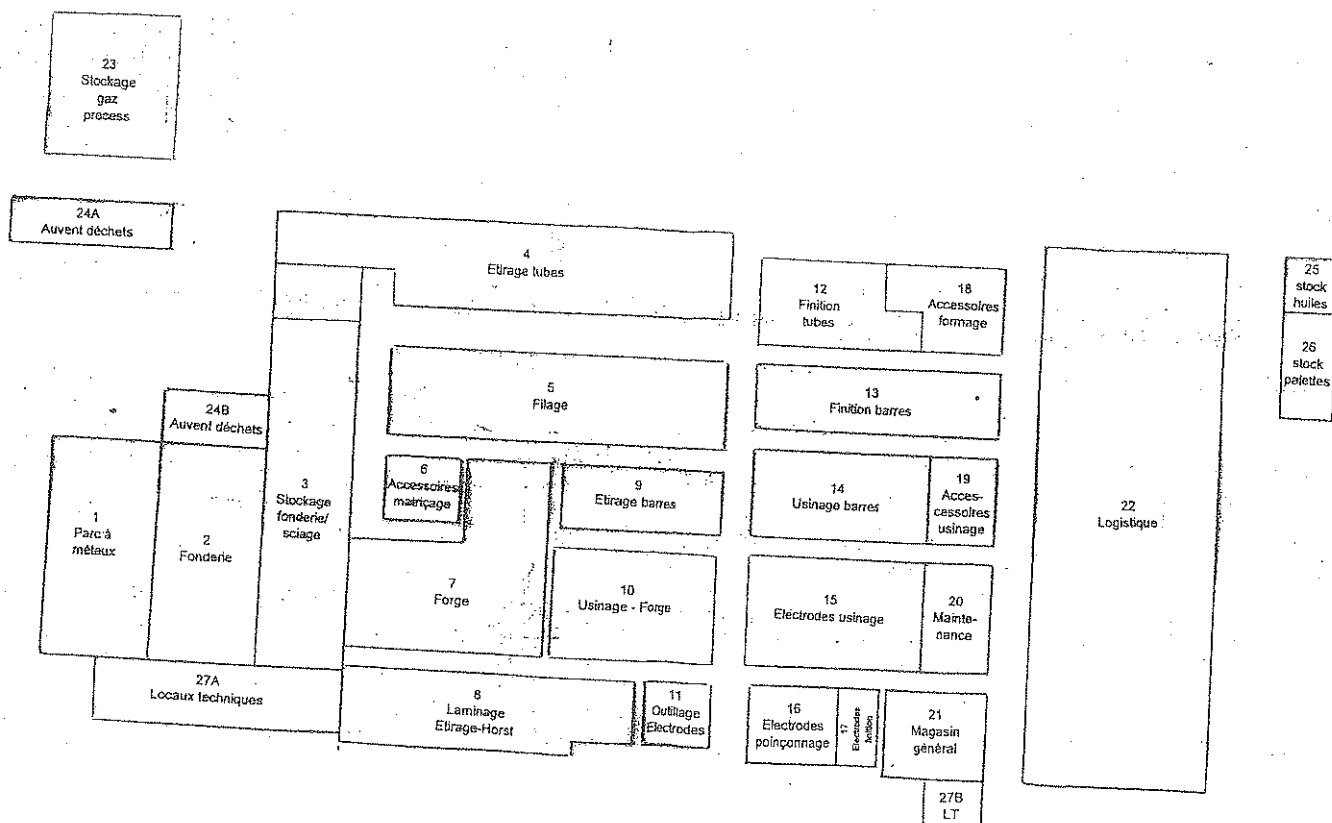 23
Stockage
gaz
process
24A
Auvent déchets
4
Etirage tubes
12
Finition
tubes
18
Accessoires
formage
25
stock
huiles
26
stock
palettes
5
Filage
13
Finition barres
24B
Auvent déchets
6
Accessoires
matriçage
9
Etirage barres
14
Usinage barres
19
Acces-
cessoires
usinage
22
Logistique
1
Parc à
métaux
2
Fonderie
3
Stockage
fonderie/
sciage
7
Forge
10
Usinage - Forge
15
Electrodes usinage
20
Mainte-
nance
27A
Locaux techniques
8
Laminage
Etirage-Horst
11
Outillage
Electrodes
16
Electrodes
poinçonnage
17
Electrodes
finition
21
Magasin
général
27B
LT